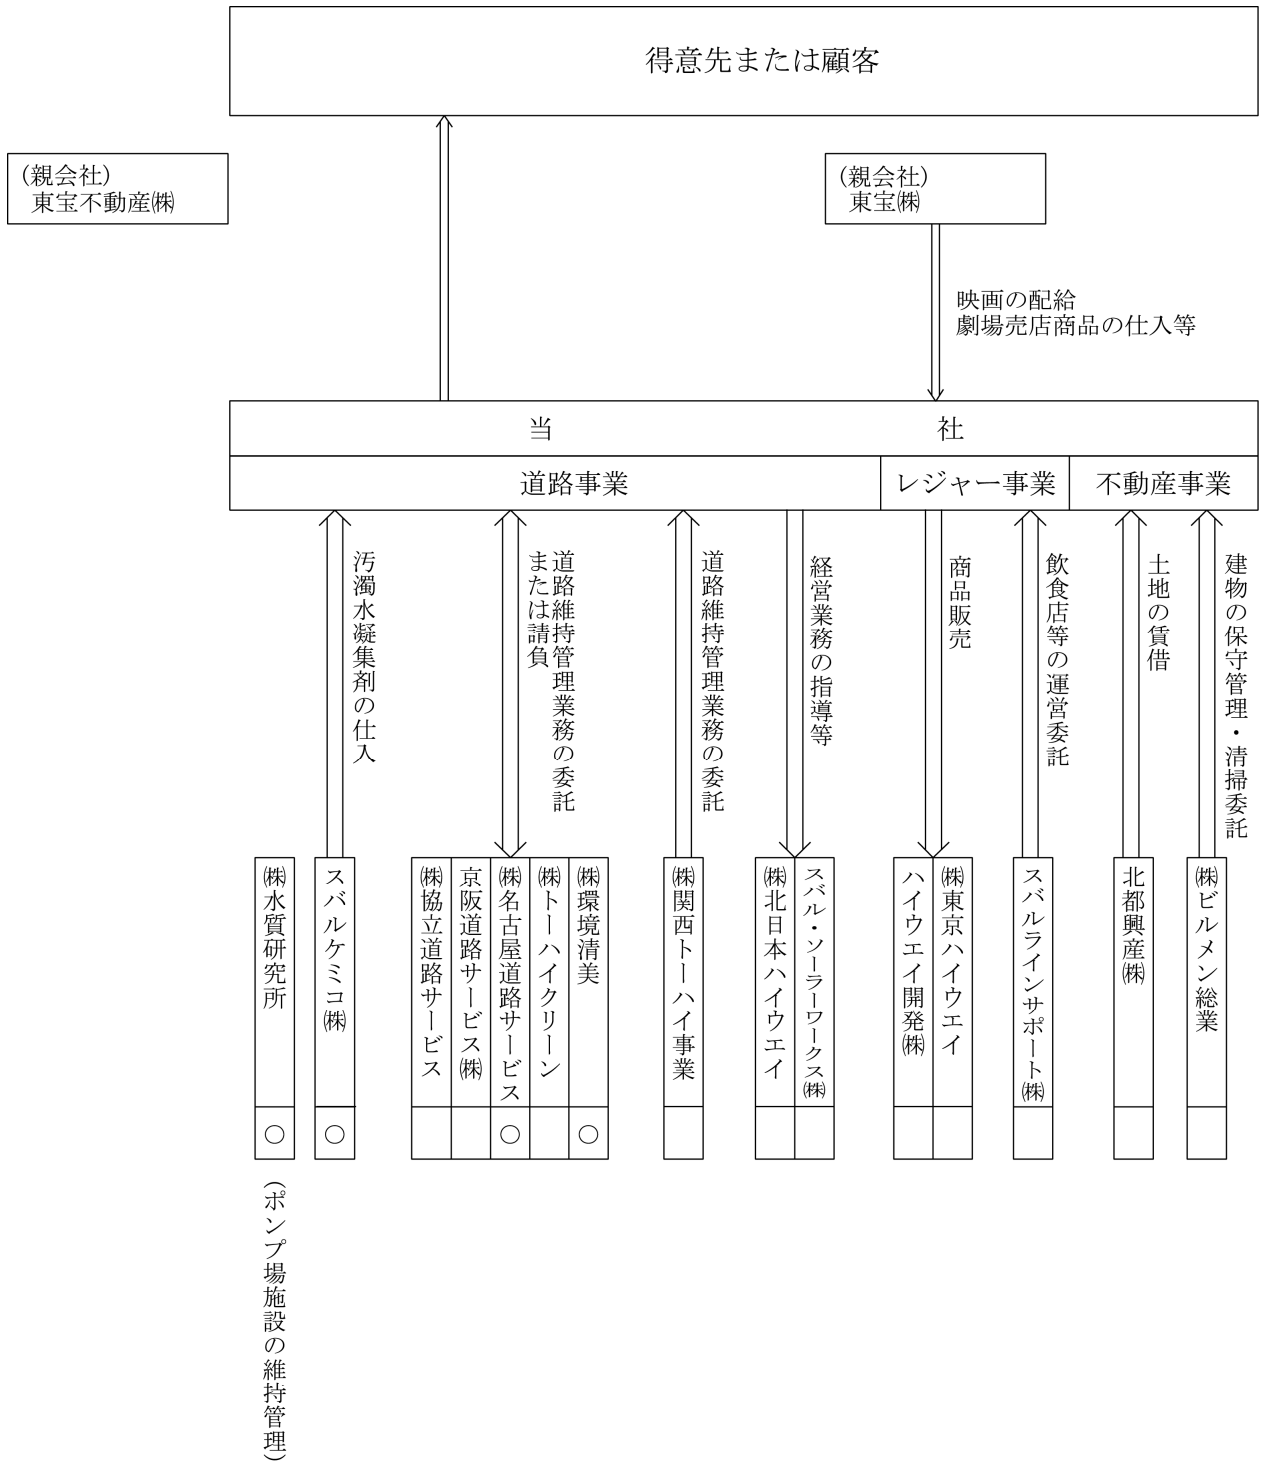 得意先または顧客
(親会社)
東宝不動産㈱
(親会社)
東宝㈱
映画の配給
劇場売店商品の仕入等
当社
道路事業
レジャー事業
不動産事業
汚濁水凝集剤の仕入
道路維持管理業務の委託
または請負
道路維持管理業務の委託
経営業務の指導等
商品販売
飲食店等の運営委託
土地の賃借
建物の保守管理・清掃委託
㈱水質研究所
スバルケミコ㈱
㈱協立道路サービス
京阪道路サービス㈱
㈱名古屋道路サービス
㈱トーハイクリーン
㈱環境清美
㈱関西トーハイ事業
㈱北日本ハイウエイ
スバル・ソーラーワークス㈱
ハイウエイ開発㈱
㈱東京ハイウエイ
スバルラインサポート㈱
北都興産㈱
㈱ビルメン総業
○
○
○
○
(ポンプ場施設の維持管理)